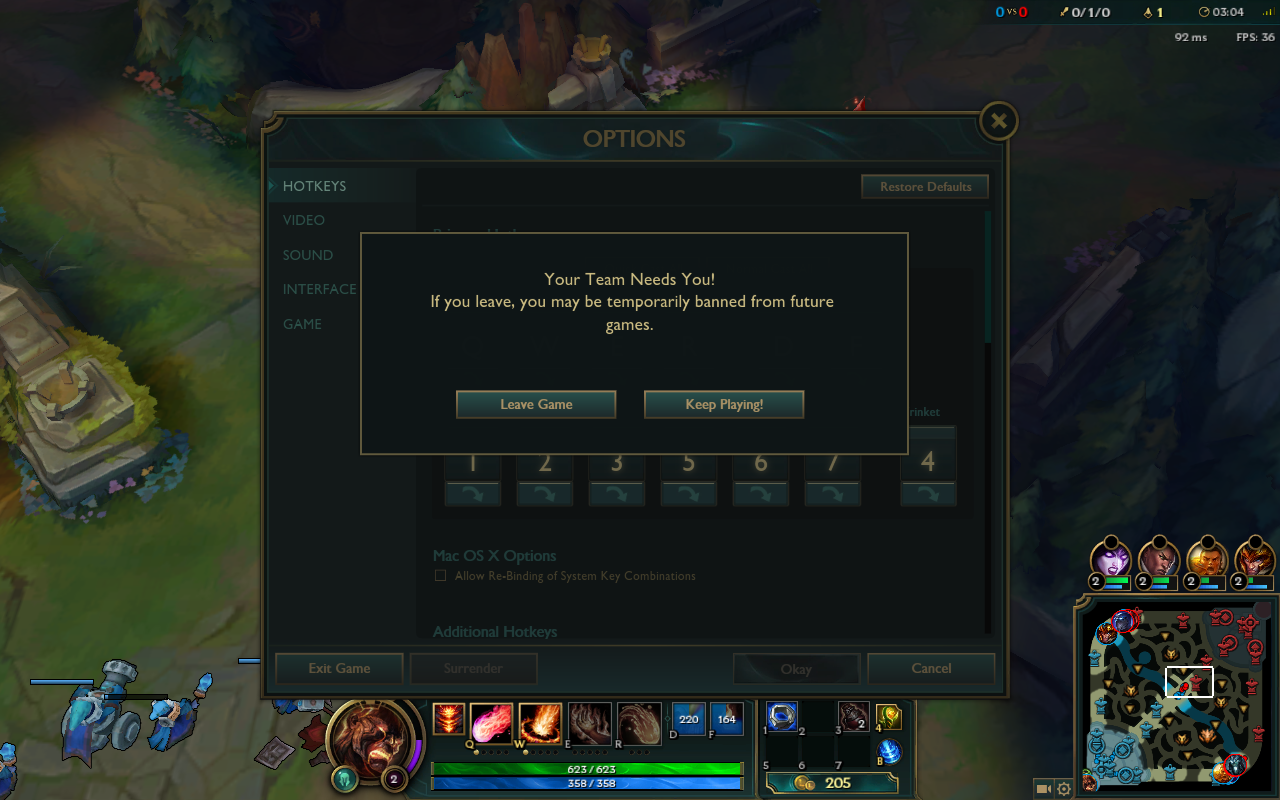 0 vs 0 0/1/0 1 03:04
92 ms FPS: 36
OPTIONS
HOTKEYS
Restore Defaults
VIDEO
SOUND
INTERFACE
GAME
Your Team Needs You!
If you leave, you may be temporarily banned from future
games.
Leave Game Keep Playing!
1 2 3 5 6 7 4
Mac OS X Options
Allow Re-Binding of System Key Combinations
Additional Hotkeys
Exit Game Surrender Okay Cancel
2 2 2 2
Q W E R
220 D 164 F
1 2 3 2 4
5 6 7 B
2
623 / 623
358 / 358
205